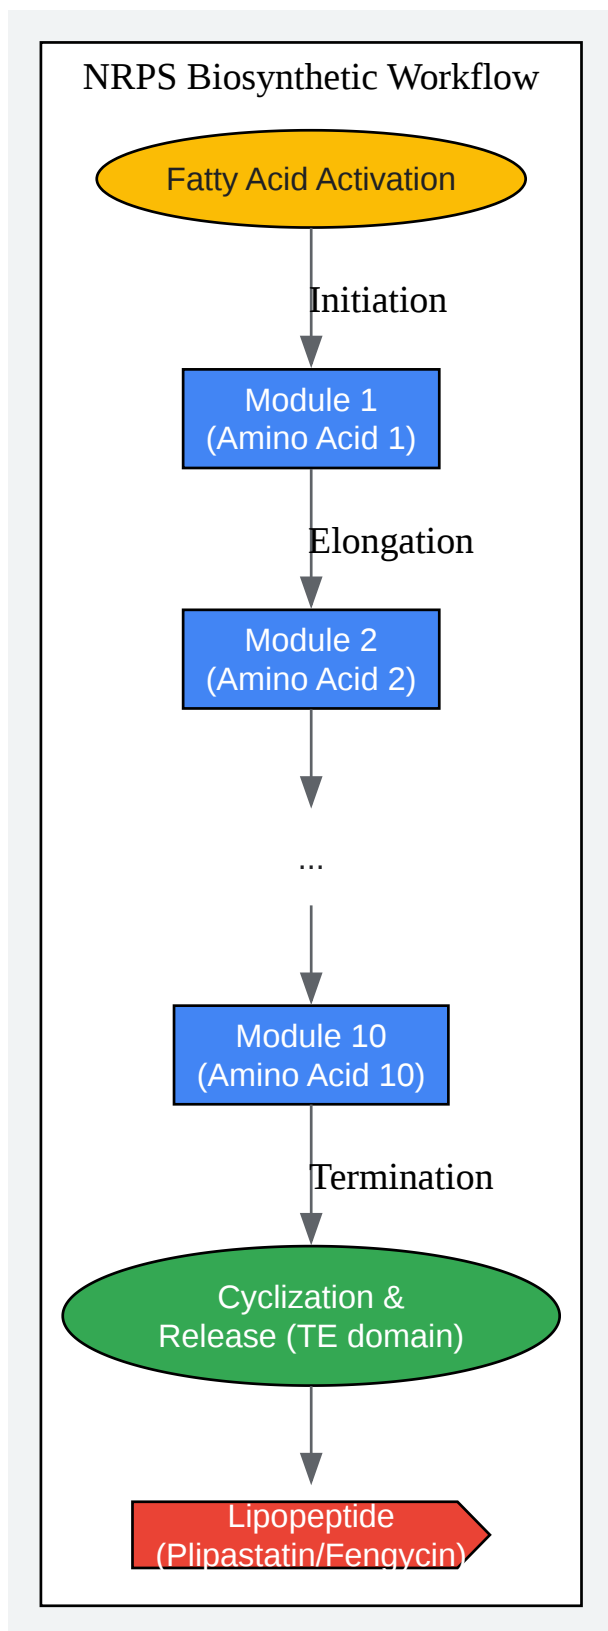 NRPS Biosynthetic Workflow
Fatty Acid Activation
Initiation
Module 1
(Amino Acid 1)
Elongation
Module 2
(Amino Acid 2)
...
Module 10
(Amino Acid 10)
Termination
Cyclization &
Release (TE domain)
Lipopeptide
(Plipastatin/Fengycin)